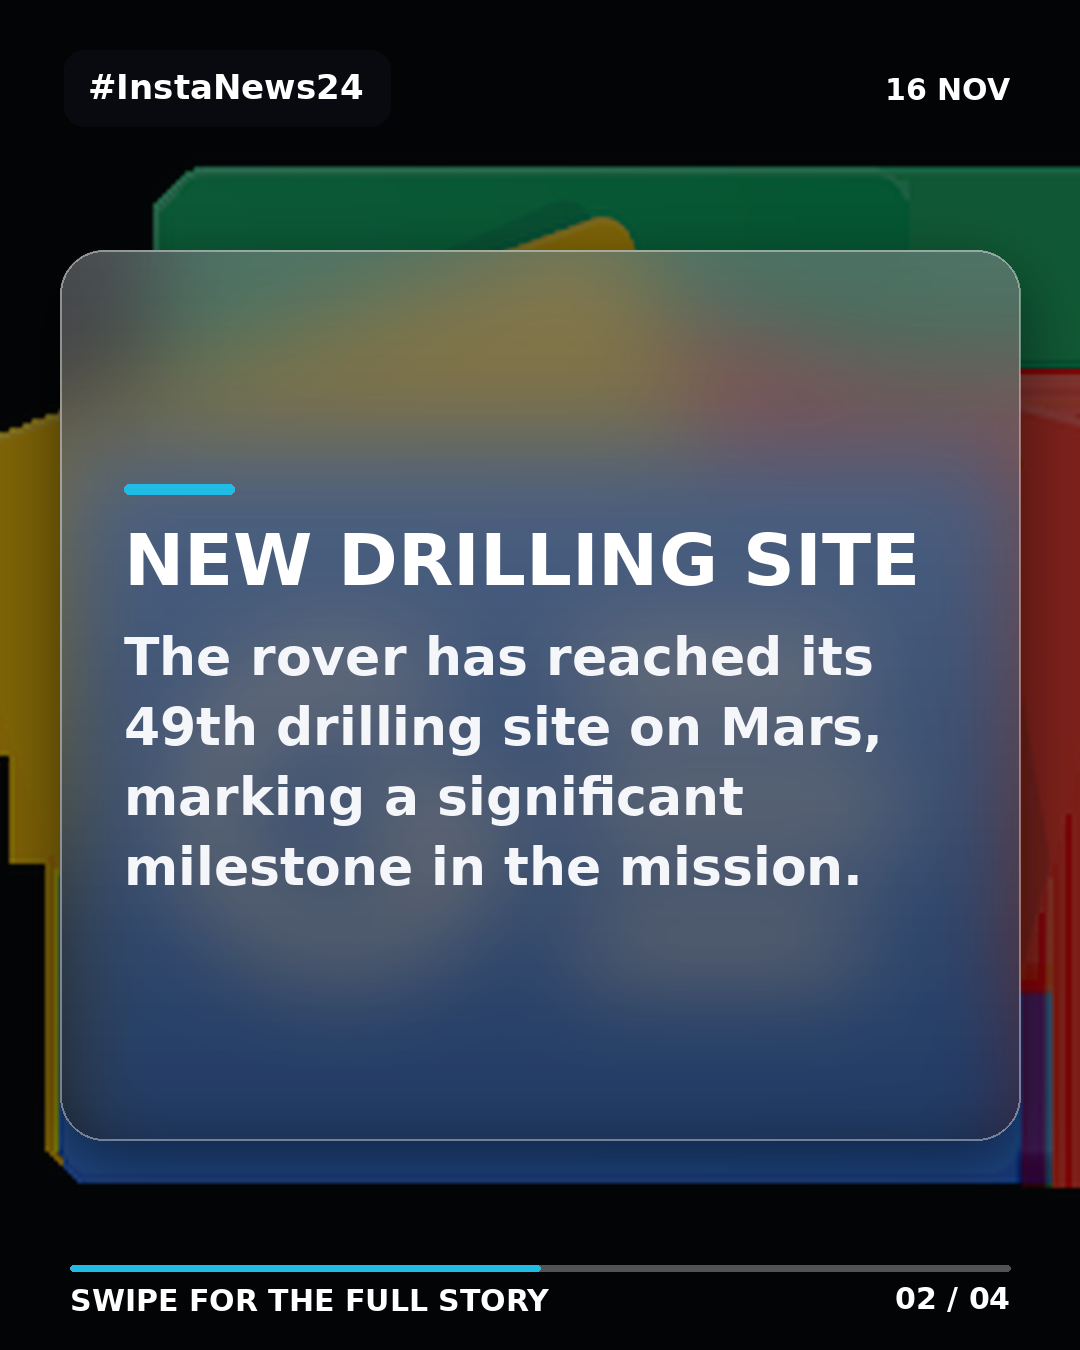 #InstaNews24
16 NOV
NEW DRILLING SITE
The rover has reached its
49th drilling site on Mars,
marking a significant
milestone in the mission.
SWIPE FOR THE FULL STORY
02 / 04